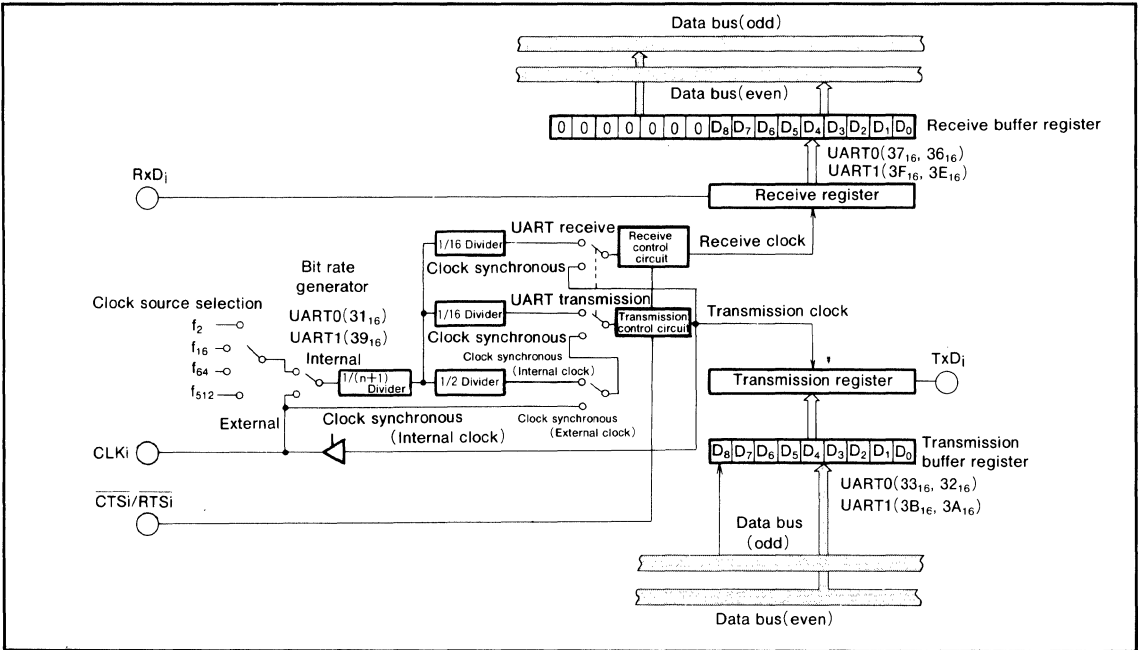 Data bus(odd)
Data bus(even)
0 0 0 0 0 0 0 D₈ D₇ D₆ D₅ D₄ D₃ D₂ D₁ D₀
Receive buffer register
UART0(37₁₆, 36₁₆)
UART1(3F₁₆, 3E₁₆)
RxDᵢ
Receive register
UART receive
1/16 Divider
Receive
control
circuit
Receive clock
Clock synchronous
Bit rate
generator
Clock source selection
UART0(31₁₆)
UART1(39₁₆)
Internal
f₂
f₁₆
f₆₄
f₅₁₂
External
1/(n+1)
Divider
UART transmission
1/16 Divider
Transmission
control circuit
Transmission clock
Clock synchronous
Clock synchronous
(Internal clock)
1/2 Divider
Clock synchronous
(External clock)
Clock synchronous
(Internal clock)
TxDᵢ
Transmission register
CLKi
D₈ D₇ D₆ D₅ D₄ D₃ D₂ D₁ D₀
Transmission
buffer register
UART0(33₁₆, 32₁₆)
UART1(3B₁₆, 3A₁₆)
CTSi/RTSi
Data bus
(odd)
Data bus(even)